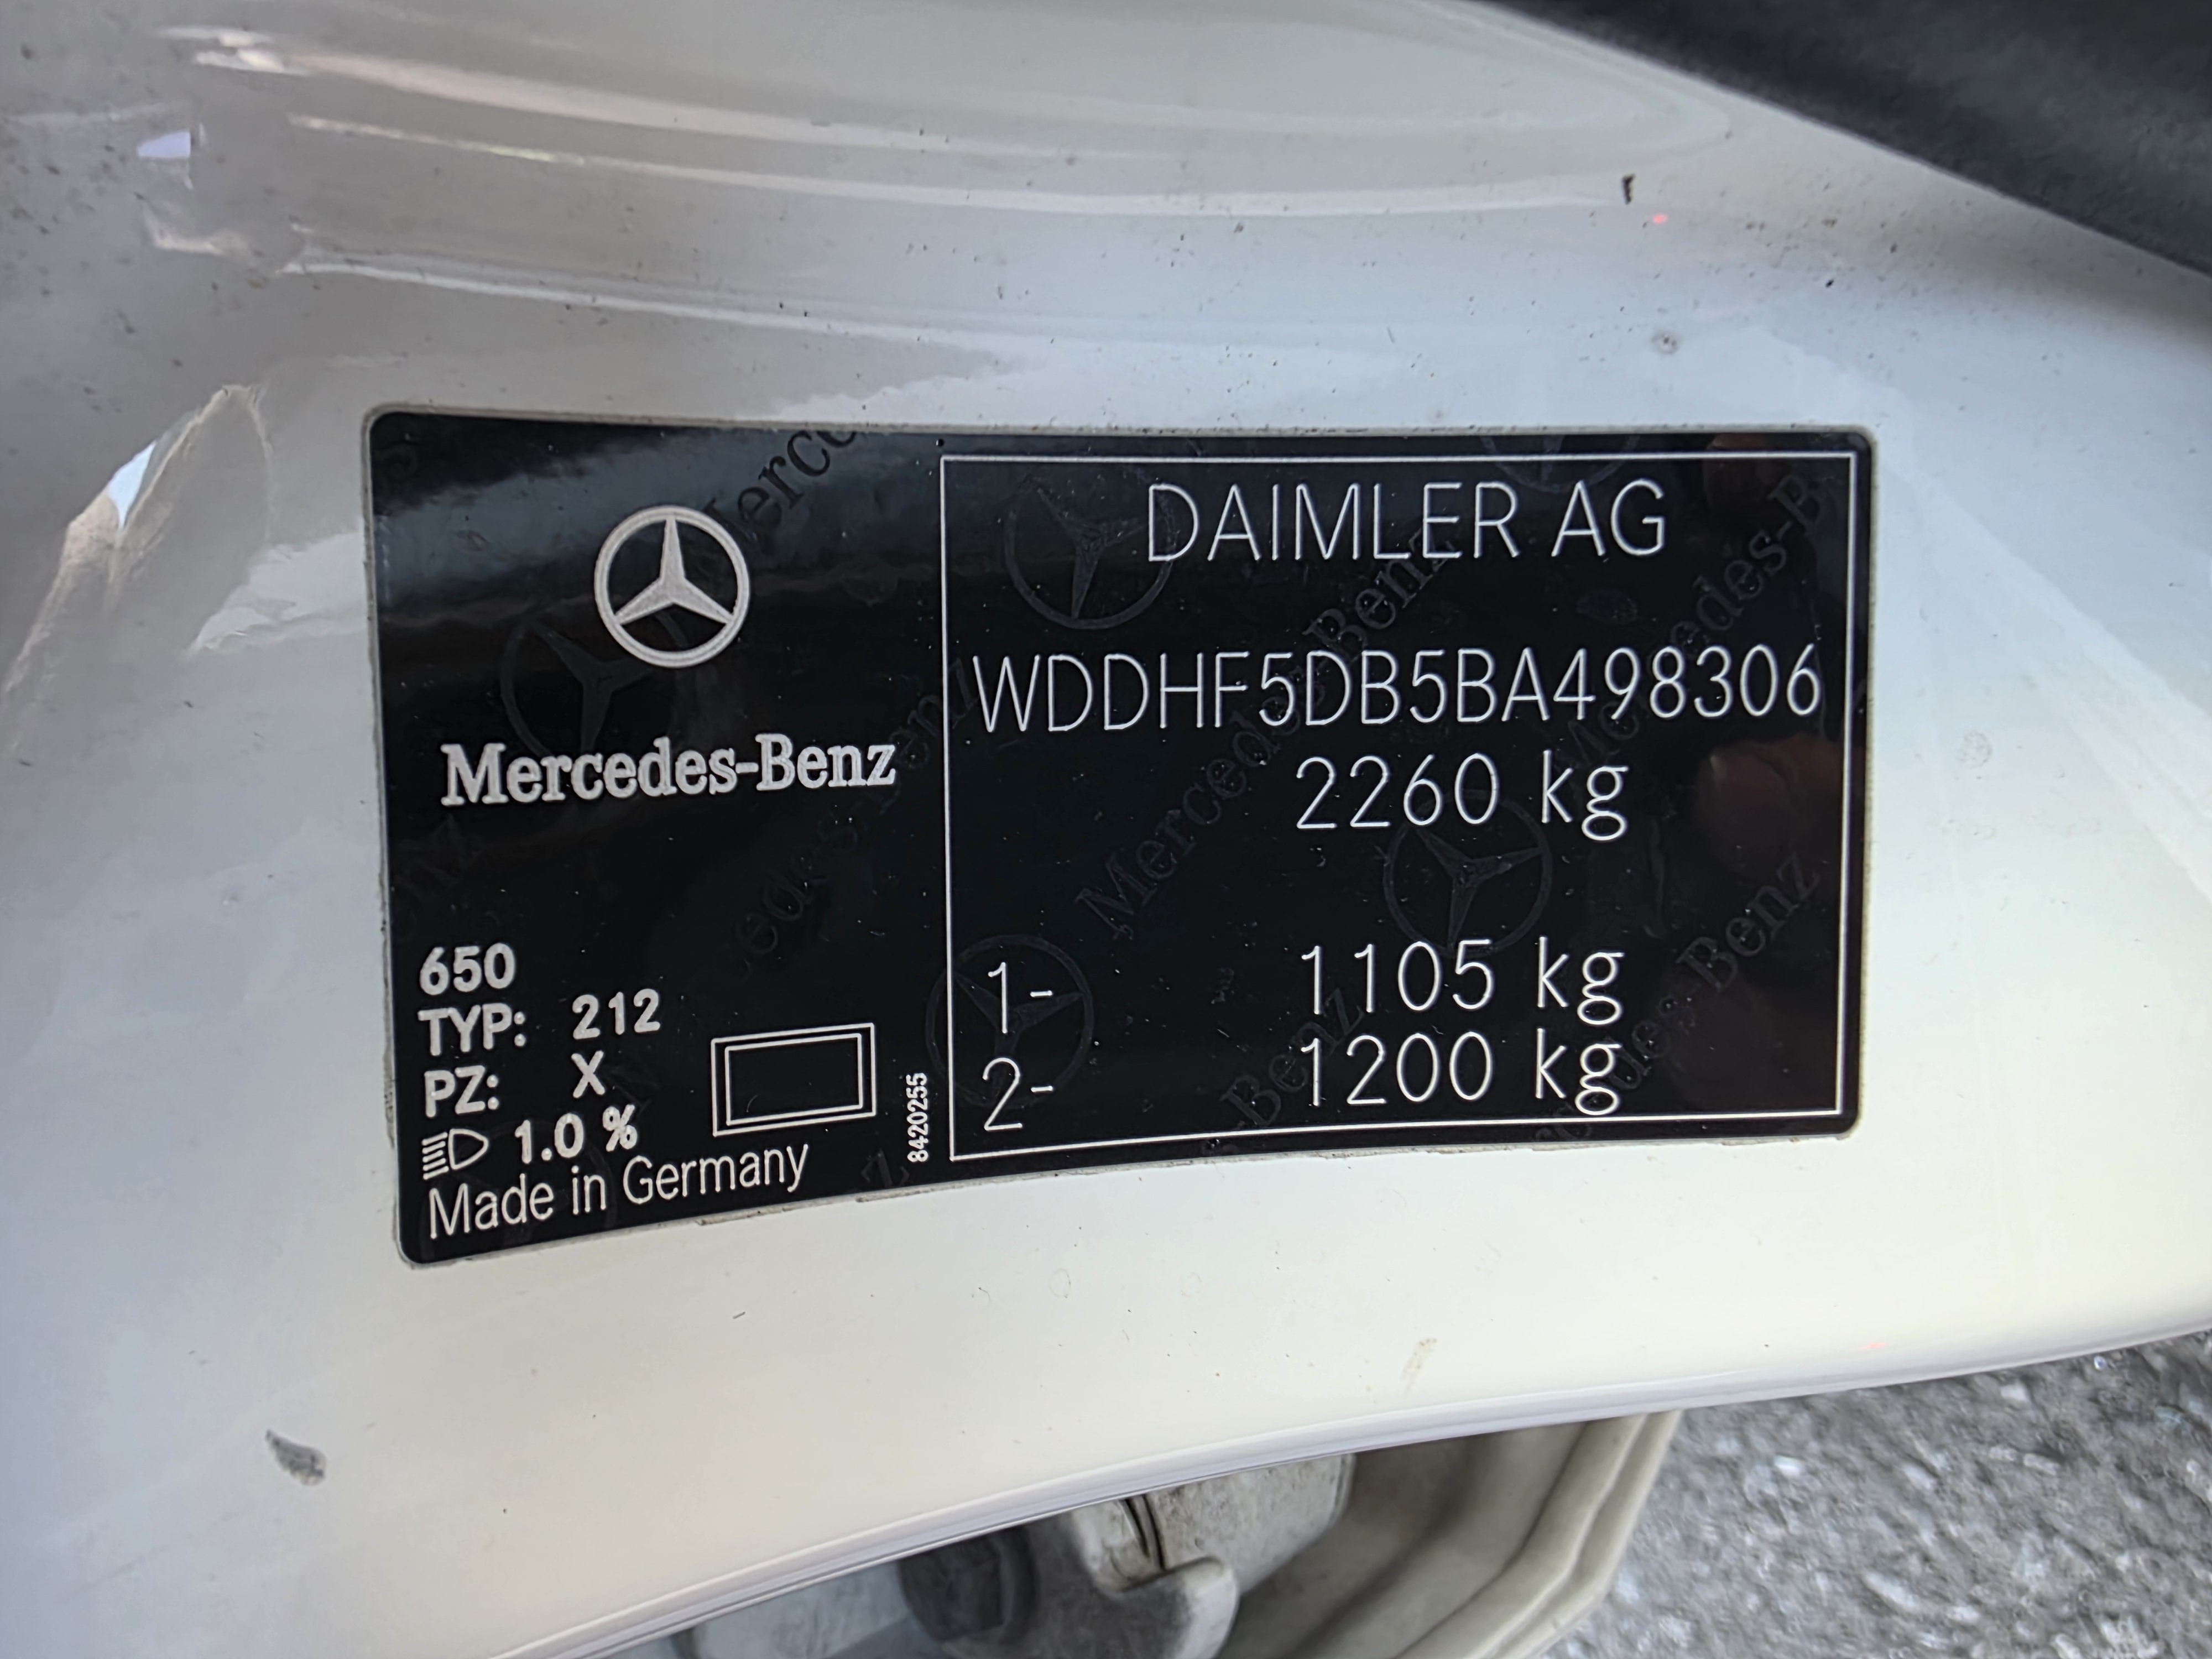 Mercedes-Benz
650
TYP: 212
PZ: X
1.0 %
Made in Germany
8420255
DAIMLER AG
WDDHF5DB5BA498306
2260 kg
1- 1105 kg
2- 1200 kg